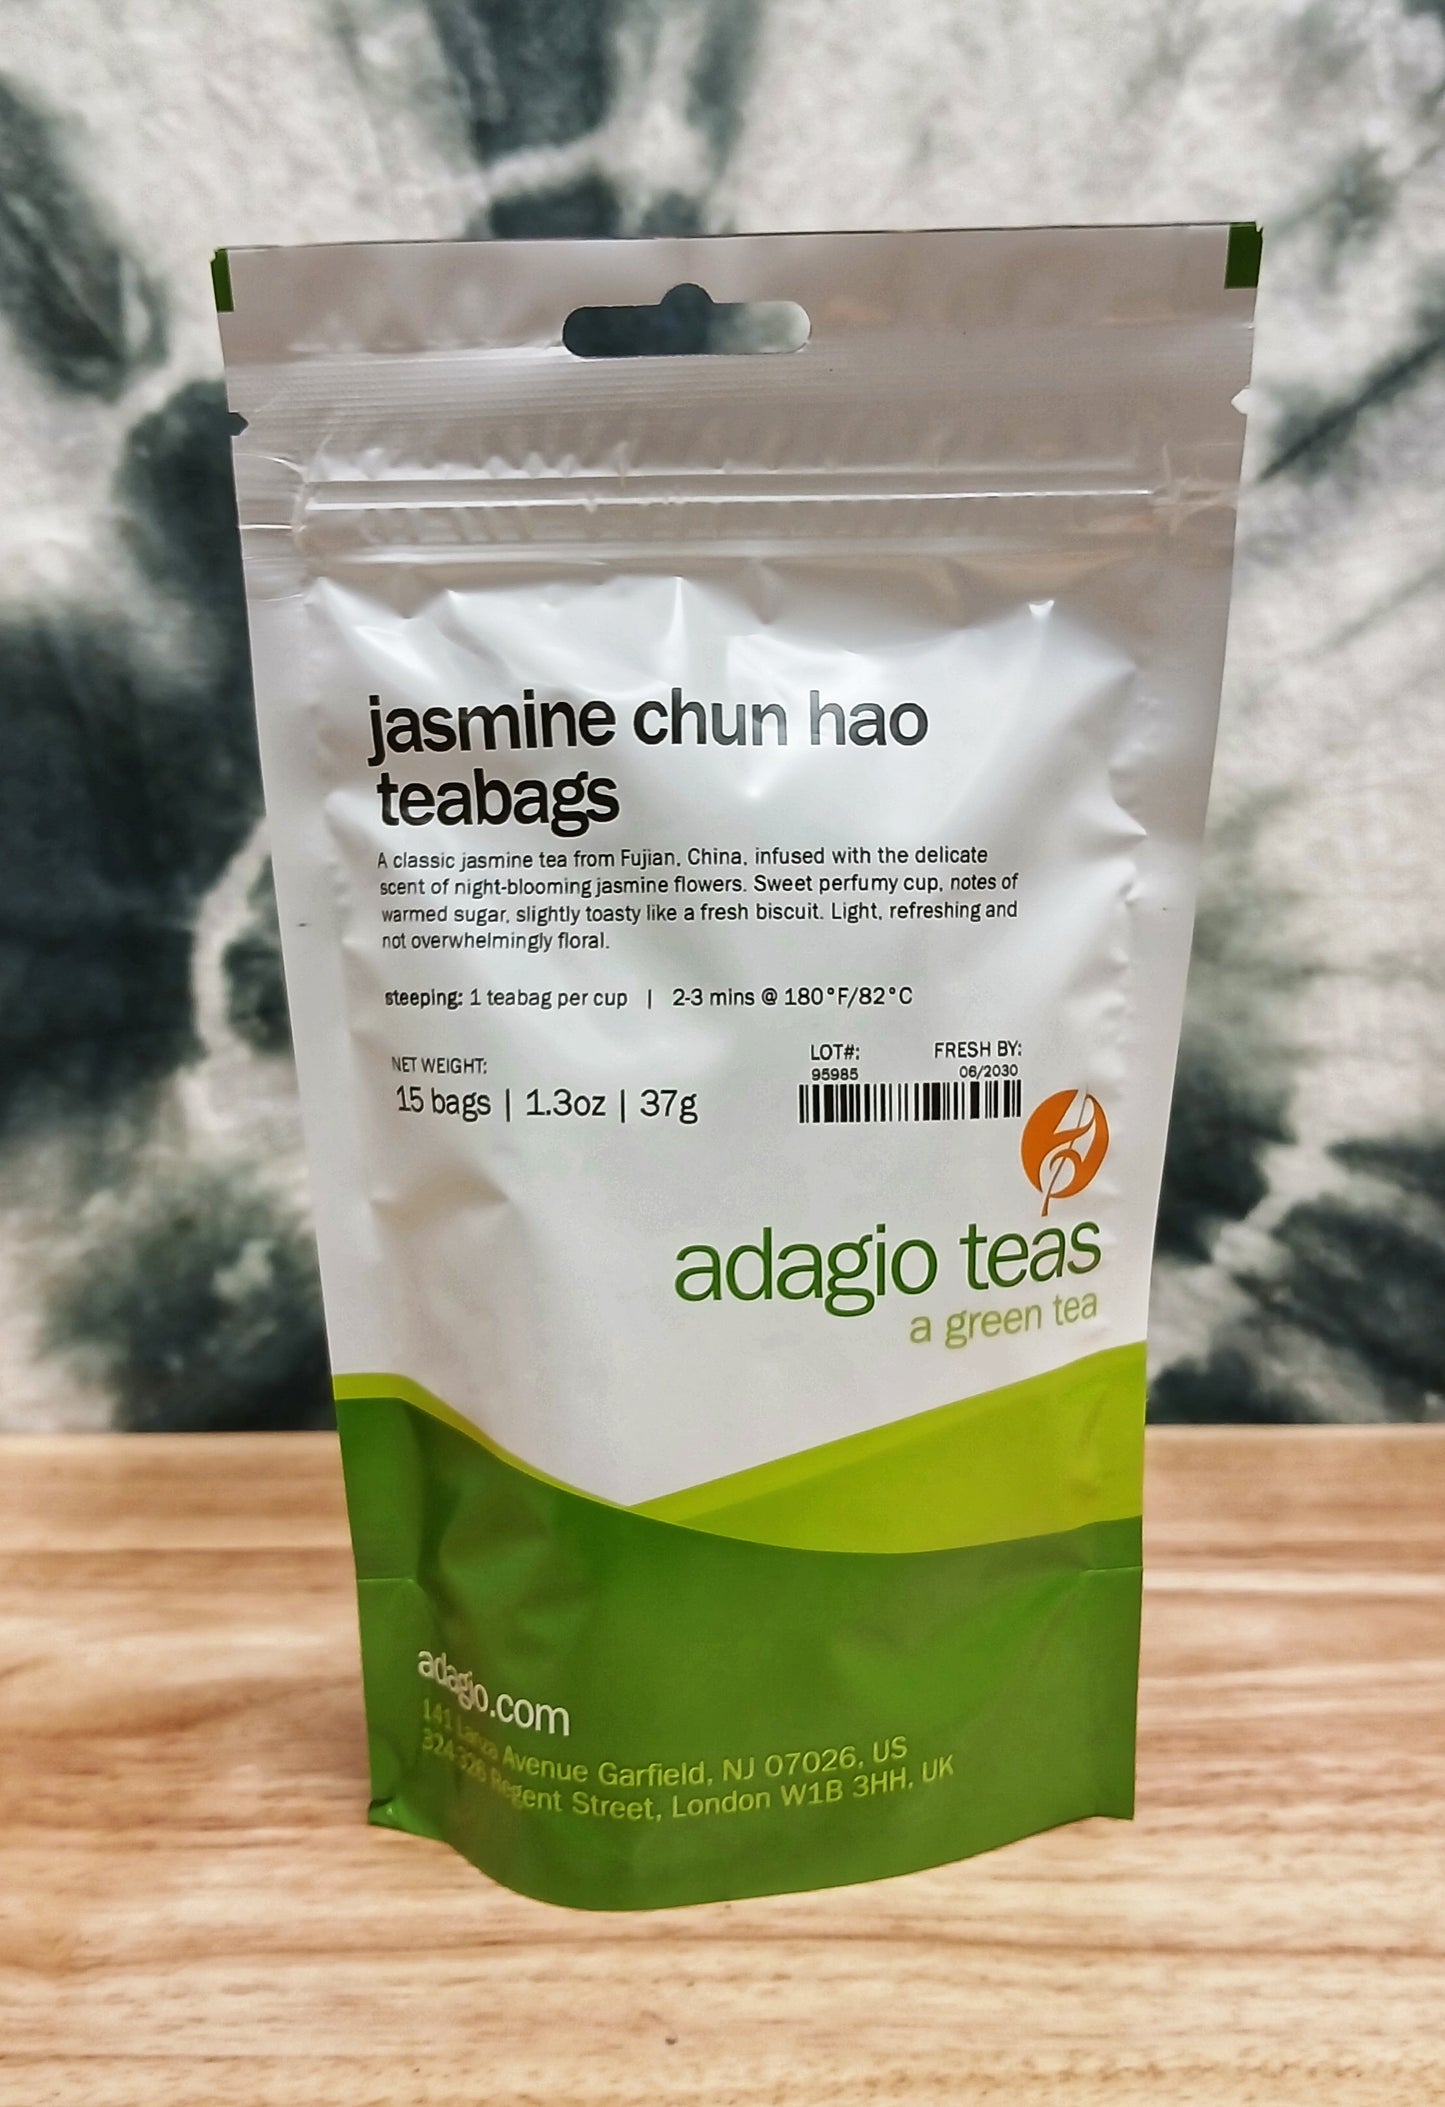 jasmine chun hao
teabags
A classic jasmine tea from Fujian, China, infused with the delicate
scent of night-blooming jasmine flowers. Sweet perfumy cup, notes of
warmed sugar, slightly toasty like a fresh biscuit. Light, refreshing and
not overwhelmingly floral.
steeping: 1 teabag per cup | 2-3 mins @ 180°F/82°C
NET WEIGHT:
15 bags | 1.3oz | 37g
LOT#:
95985
FRESH BY:
06/2030
adagio teas
a green tea
adagio.com
141 Lanza Avenue Garfield, NJ 07026, US
324-326 Regent Street, London W1B 3HH, UK